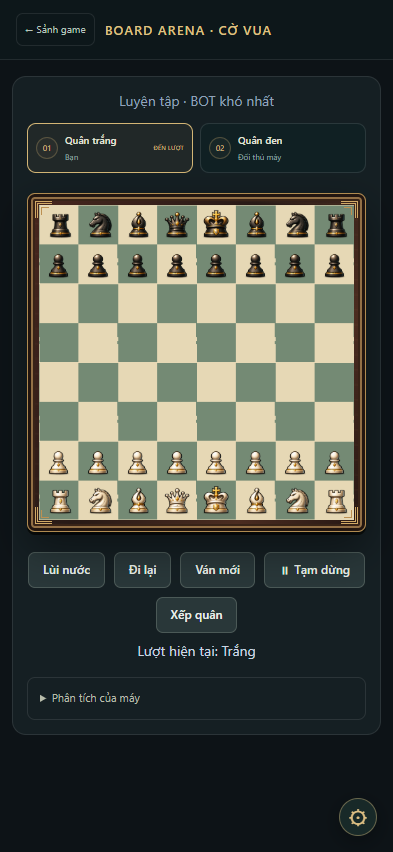 ← Sảnh game
BOARD ARENA · CỜ VUA
Luyện tập · BOT khó nhất
01
Quân trắng
Bạn
ĐẾN LƯỢT
02
Quân đen
Đối thủ máy
Lùi nước
Đi lại
Ván mới
⏸ Tạm dừng
Xếp quân
Lượt hiện tại: Trắng
▶ Phân tích của máy